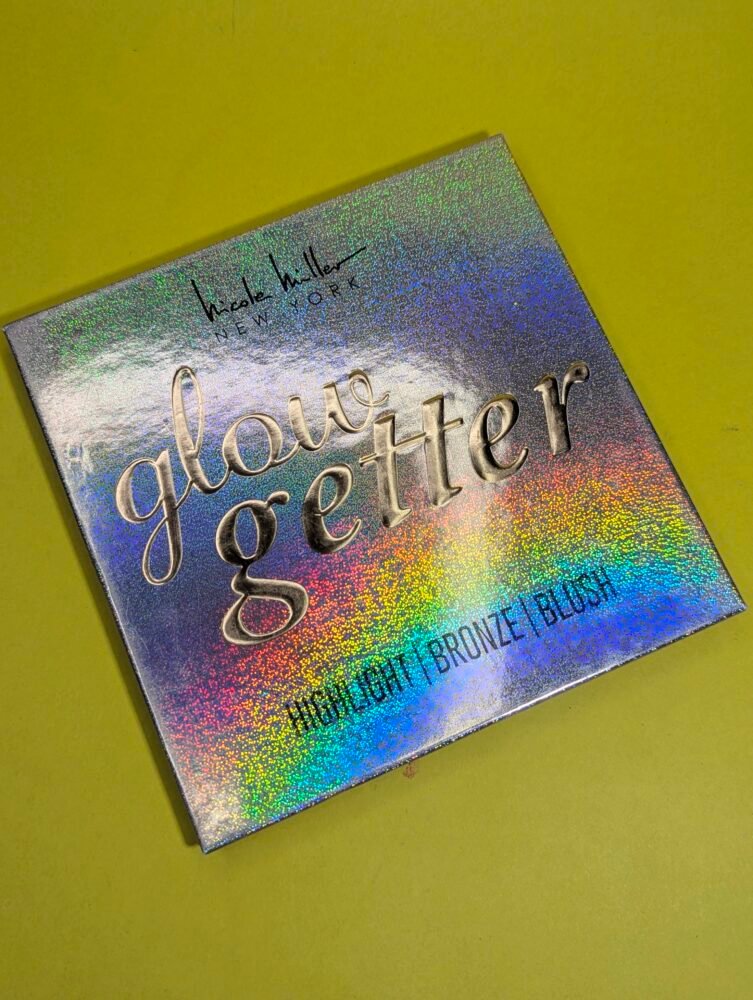 Nicole Miller
NEW YORK
glow
getter
HIGHLIGHT | BRONZE | BLUSH